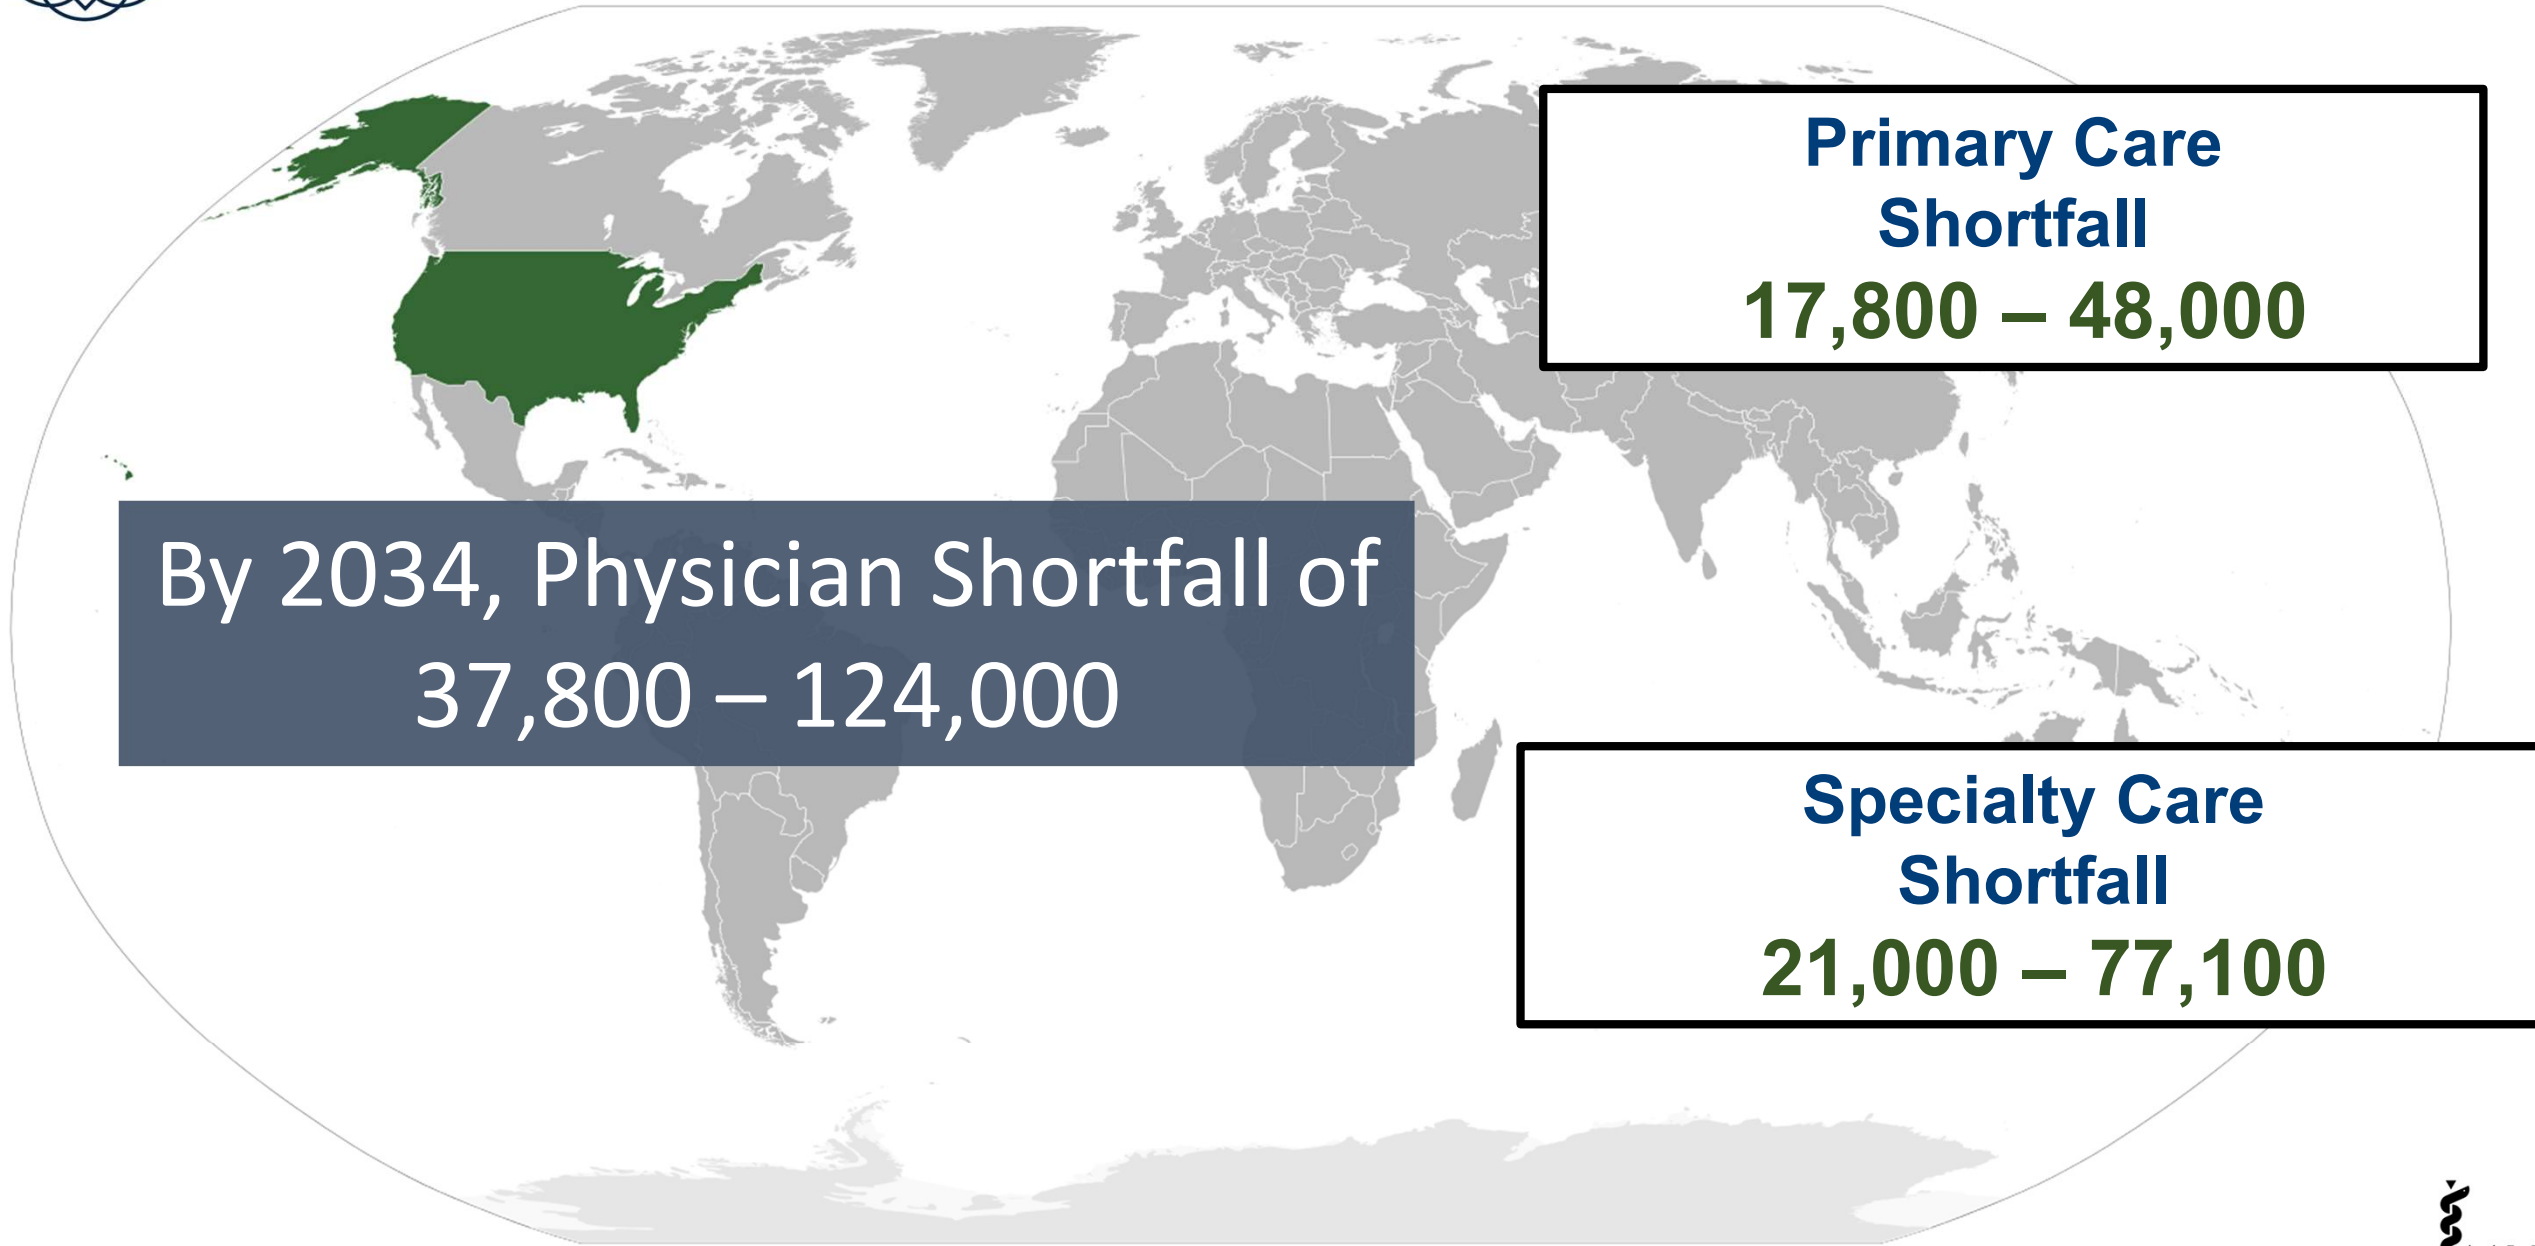 Primary Care
Shortfall
17,800 – 48,000
By 2034, Physician Shortfall of
37,800 – 124,000
Specialty Care
Shortfall
21,000 – 77,100